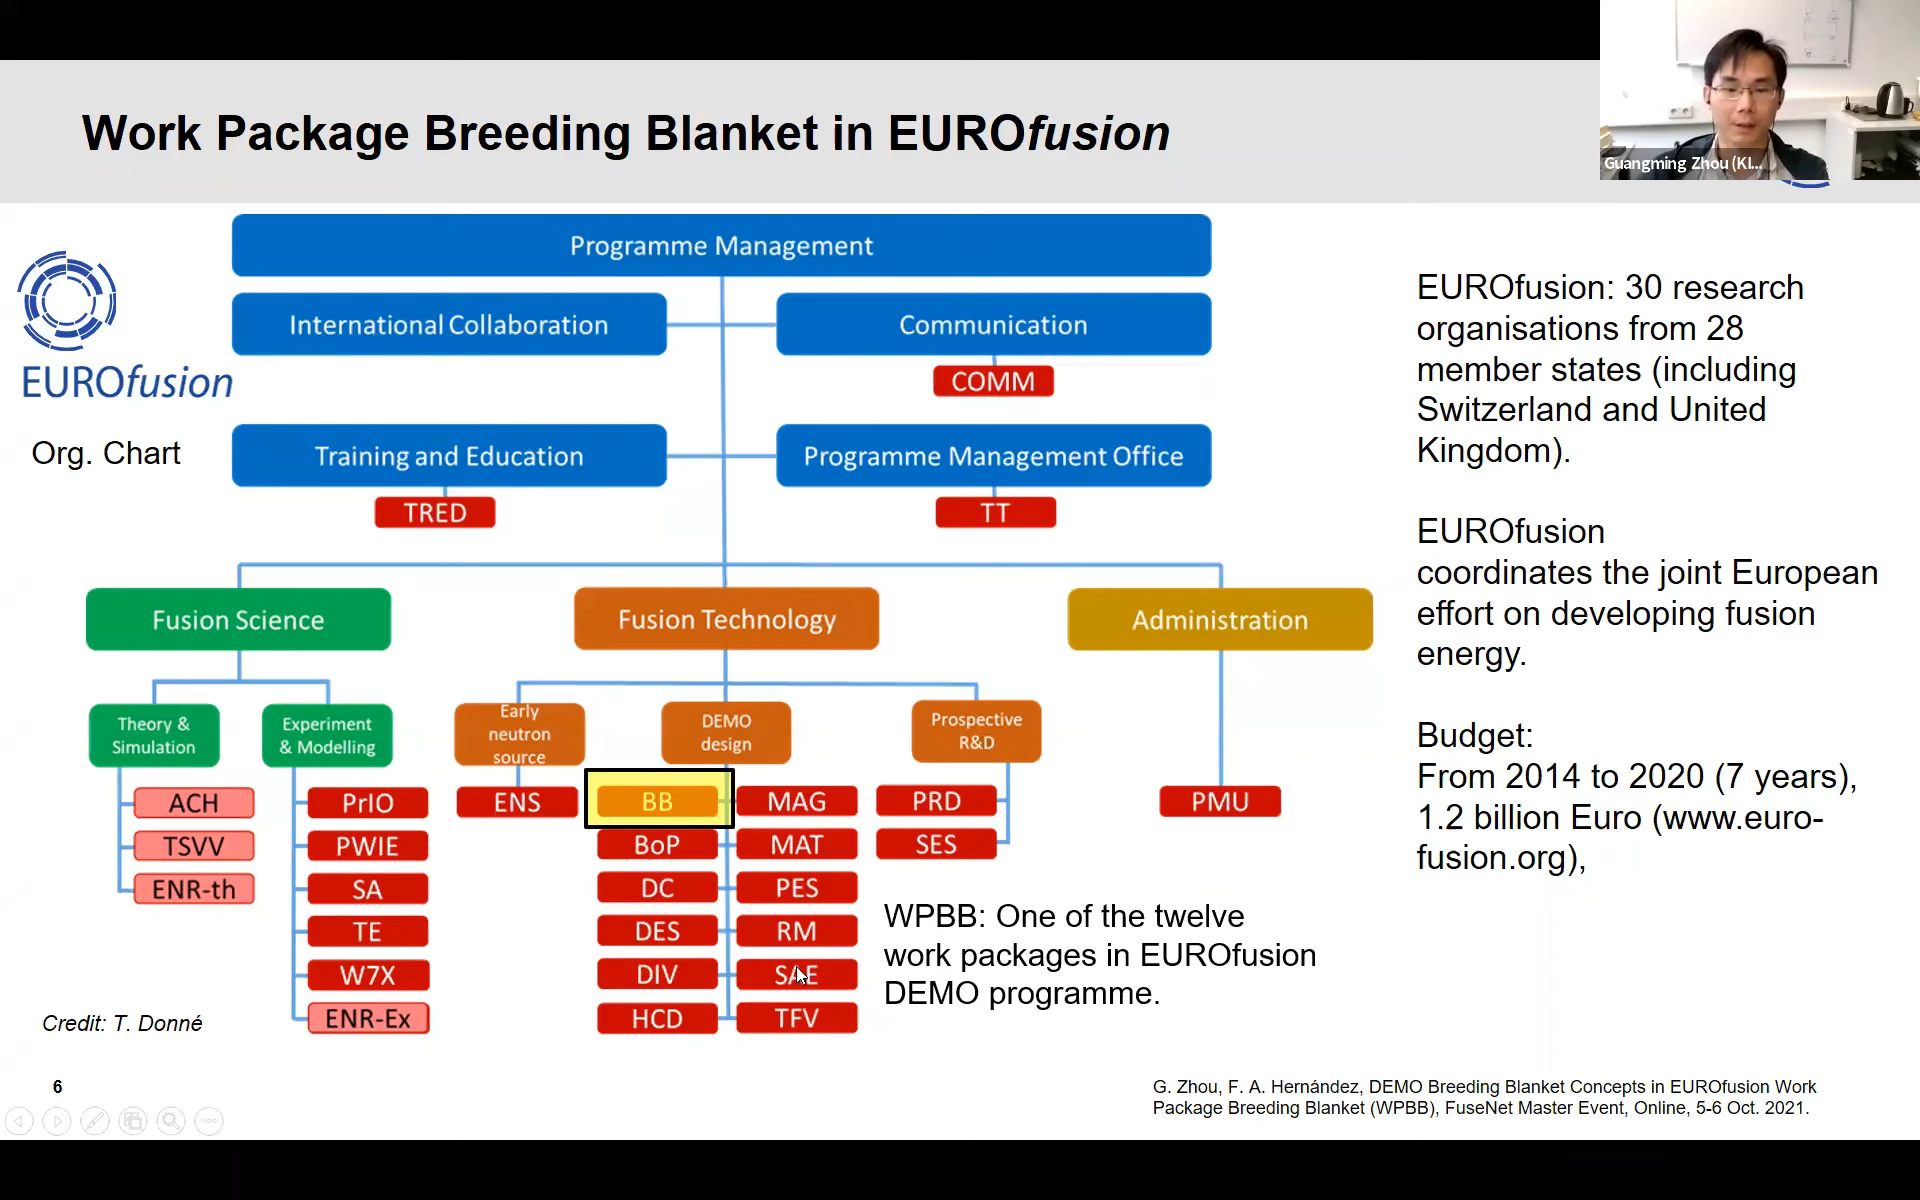 Work Package Breeding Blanket in EUROfusion
Guangming Zhou (KI...
Programme Management
International Collaboration
Communication
COMM
EUROfusion
Org. Chart
Training and Education
Programme Management Office
TRED
TT
Fusion Science
Fusion Technology
Administration
Theory &
Simulation
Experiment
& Modelling
Early
neutron
source
DEMO
design
Prospective
R&D
ACH
TSVV
ENR-th
PrIO
PWIE
SA
TE
W7X
ENR-Ex
ENS
BB
BoP
DC
DES
DIV
HCD
MAG
MAT
PES
RM
SAE
TFV
PRD
SES
PMU
WPBB: One of the twelve
work packages in EUROfusion
DEMO programme.
EUROfusion: 30 research
organisations from 28
member states (including
Switzerland and United
Kingdom).
EUROfusion
coordinates the joint European
effort on developing fusion
energy.
Budget:
From 2014 to 2020 (7 years),
1.2 billion Euro (www.euro-
fusion.org),
Credit: T. Donné
6
G. Zhou, F. A. Hernández, DEMO Breeding Blanket Concepts in EUROfusion Work
Package Breeding Blanket (WPBB), FuseNet Master Event, Online, 5-6 Oct. 2021.